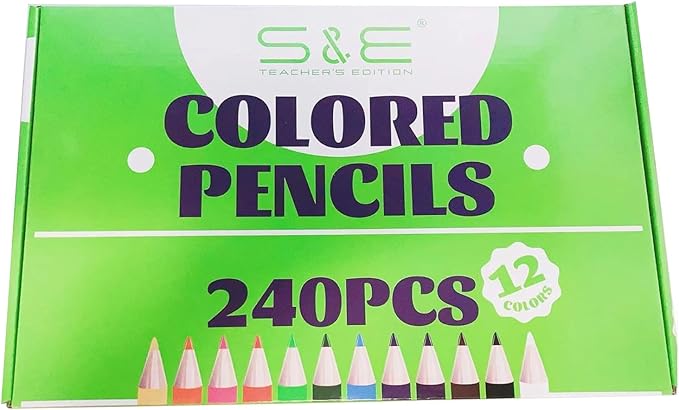 S&E®
TEACHER'S EDITION
COLORED
PENCILS
240PCS
12
COLORS